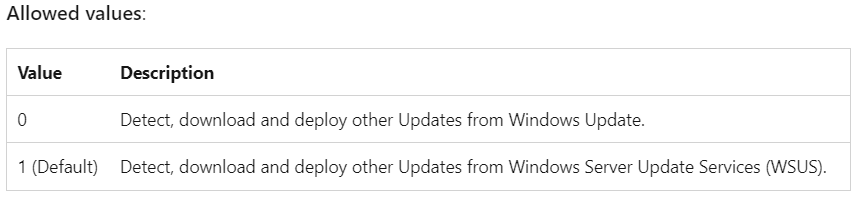 Allowed values:
Value Description
0 Detect, download and deploy other Updates from Windows Update.
1 (Default) Detect, download and deploy other Updates from Windows Server Update Services (WSUS).